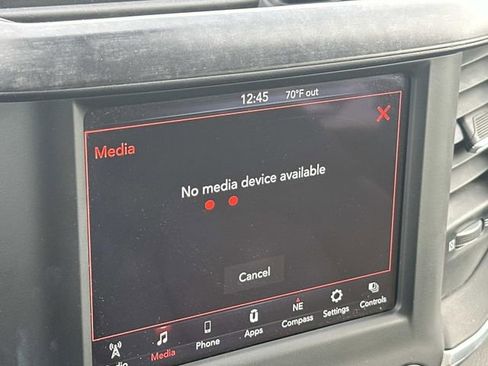 12:45 70°F out
Media
No media device available
Cancel
Media Phone Apps NE Compass Settings Controls